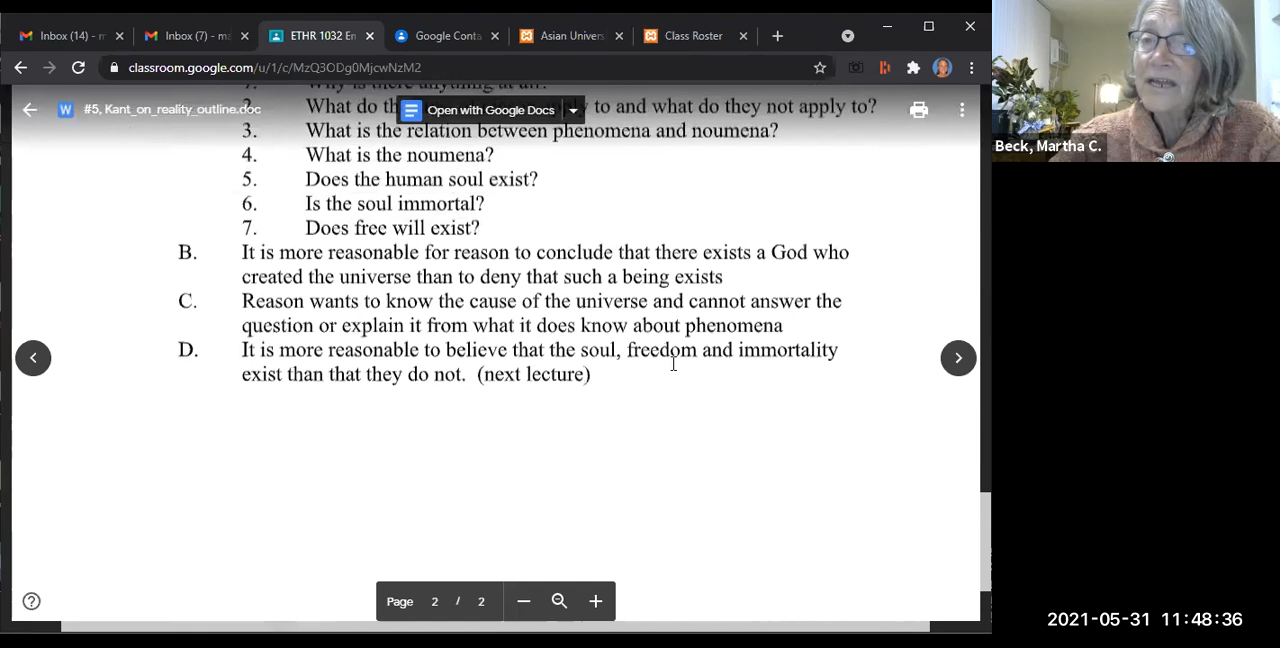 Inbox (14) - m
Inbox (7) - ma
ETHR 1032 En
Google Conta
Asian Univers
Class Roster
classroom.google.com/u/1/c/MzQ3ODg0MjcwNzM2
#5, Kant_on_reality_outline.doc
Open with Google Docs
Beck, Martha C.
Why is there anything at all?
What do th y to and what do they not apply to?
3. What is the relation between phenomena and noumena?
4. What is the noumena?
5. Does the human soul exist?
6. Is the soul immortal?
7. Does free will exist?
B. It is more reasonable for reason to conclude that there exists a God who
created the universe than to deny that such a being exists
C. Reason wants to know the cause of the universe and cannot answer the
question or explain it from what it does know about phenomena
D. It is more reasonable to believe that the soul, freedom and immortality
exist than that they do not. (next lecture)
Page 2 / 2
2021-05-31 11:48:36